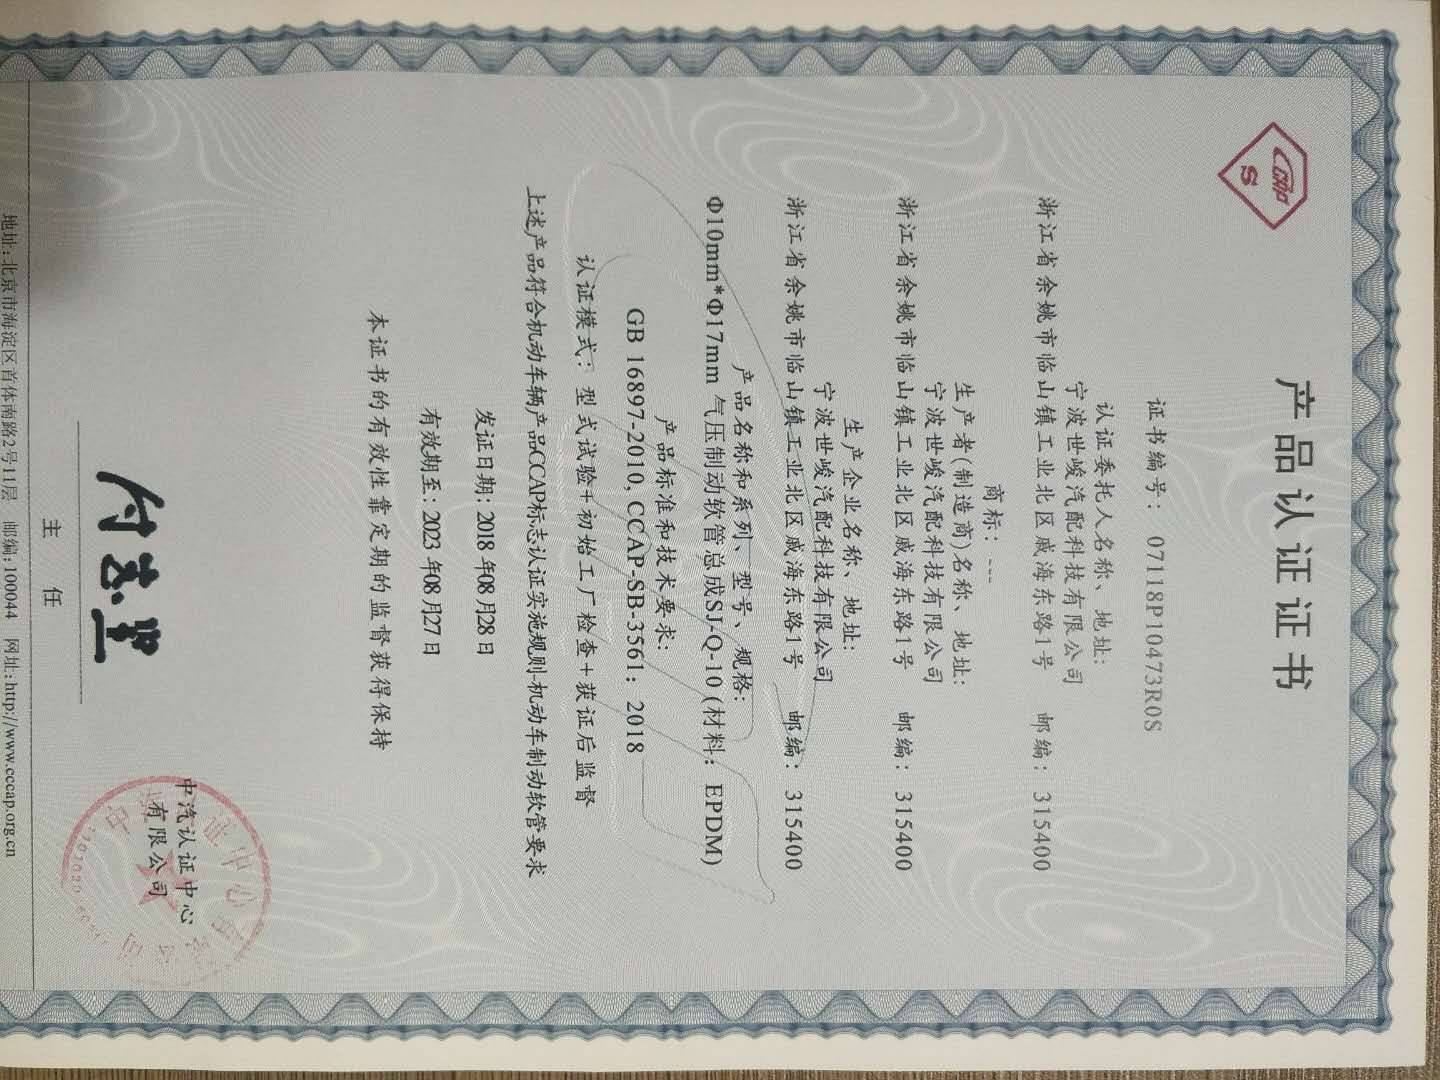 CCAP
S
产品认证证书
证书编号：07118P10473R0S
认证委托人名称、地址:
宁波世峻汽配科技有限公司
浙江省余姚市临山镇工业北区戚海东路1号 邮编：315400
商标：---
生产者(制造商)名称、地址:
宁波世峻汽配科技有限公司
浙江省余姚市临山镇工业北区戚海东路1号 邮编：315400
生产企业名称、地址:
宁波世峻汽配科技有限公司
浙江省余姚市临山镇工业北区戚海东路1号 邮编：315400
产品名称和系列、型号、规格:
Φ10mm*Φ17mm 气压制动软管总成SJ-Q-10(材料：EPDM)
产品标准和技术要求:
GB 16897-2010, CCAP-SB-3561：2018
认证模式：型式试验+初始工厂检查+获证后监督
上述产品符合机动车辆产品CCAP标志认证实施规则-机动车制动软管要求
发证日期：2018年08月28日
有效期至：2023年08月27日
本证书的有效性靠定期的监督获得保持
主 任
中汽认证中心
有限公司
地址:北京市海淀区首体南路2号11层 邮编:100044 网址:http://www.cccap.org.cn